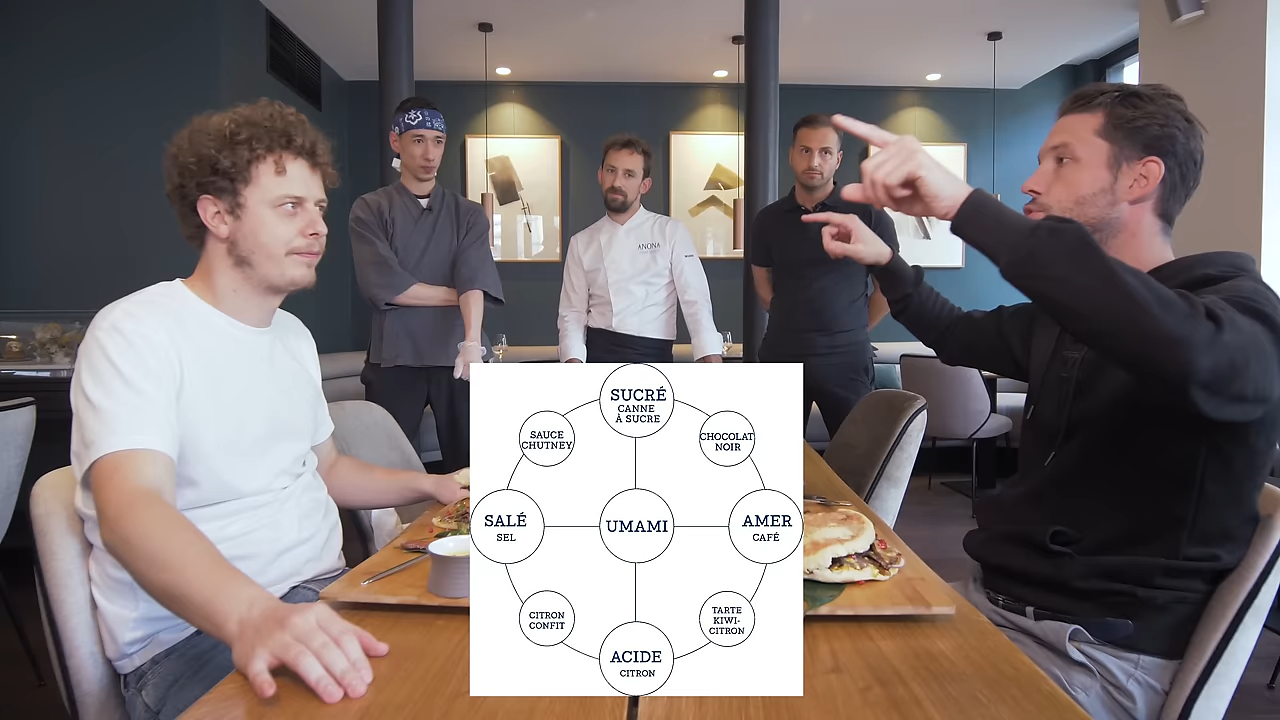 ANONA
SUCRÉ
CANNE
À SUCRE
SAUCE
CHUTNEY
CHOCOLAT
NOIR
SALÉ
SEL
UMAMI
AMER
CAFÉ
CITRON
CONFIT
TARTE
KIWI-
CITRON
ACIDE
CITRON